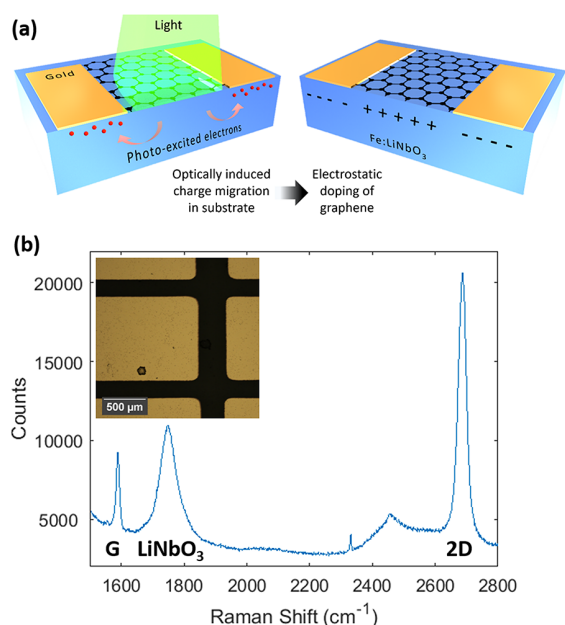 (a)
Light
Gold
Photo-excited electrons
Fe:LiNbO3
- - - + + + + + - - - -
Optically induced
charge migration
in substrate
Electrostatic
doping of
graphene
(b)
20000
15000
10000
5000
Counts
500 µm
G LiNbO3 2D
1600 1800 2000 2200 2400 2600 2800
Raman Shift (cm-1)